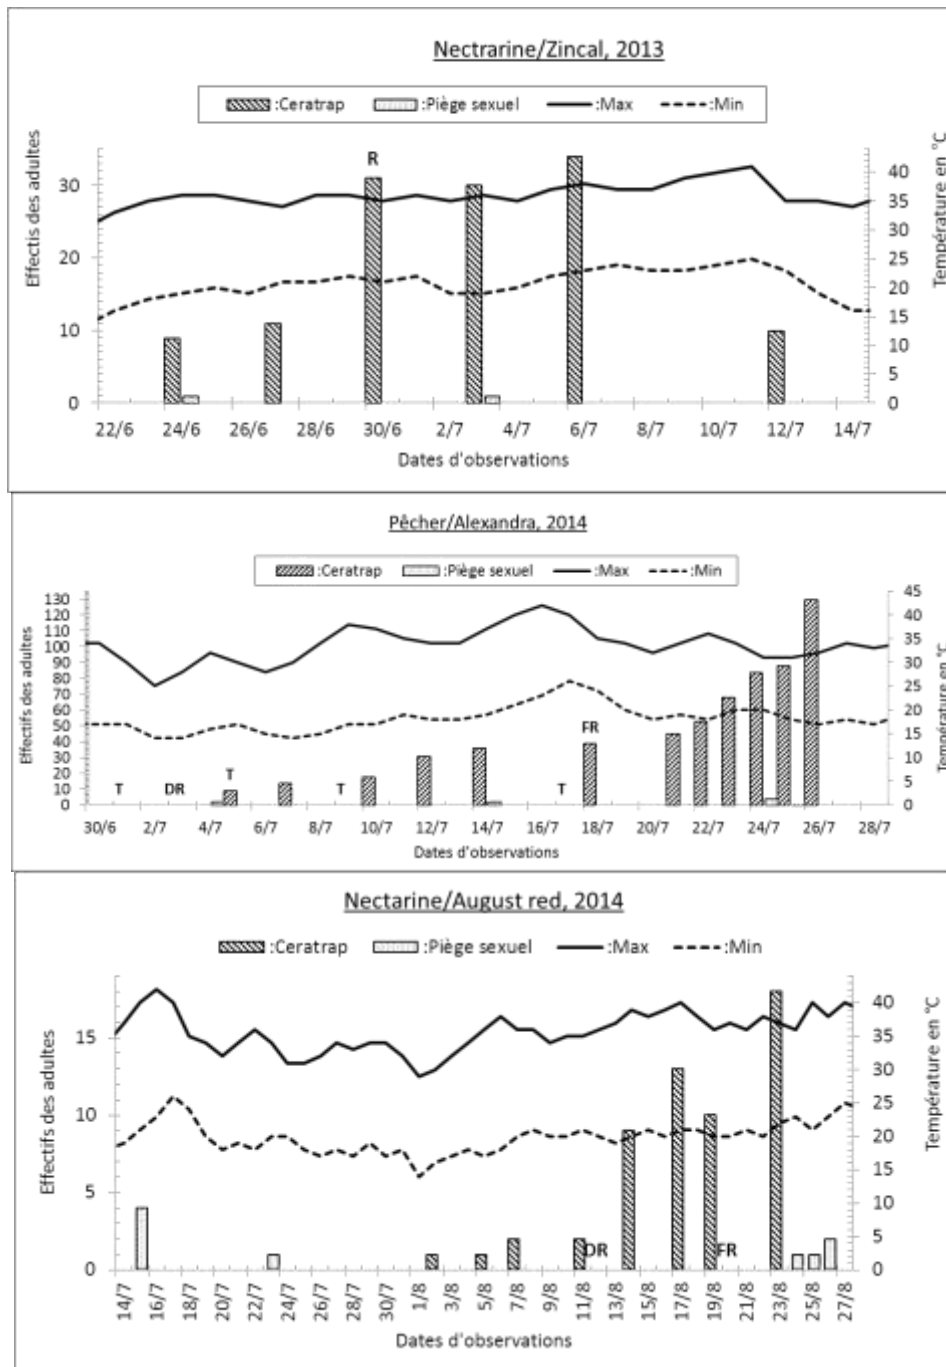 Nectrarine/Zincal, 2013
:Ceratrap :Piège sexuel :Max :Min
Effectis des adultes
Température en °C
R
30
20
10
0
40
35
30
25
20
15
10
5
0
22/6 24/6 26/6 28/6 30/6 2/7 4/7 6/7 8/7 10/7 12/7 14/7
Dates d'observations
Pêcher/Alexandra, 2014
:Ceratrap :Piège sexuel :Max :Min
Effectifs des adultes
Température en °C
130
120
110
100
90
80
70
60
50
40
30
20
10
0
45
40
35
30
25
20
15
10
5
0
T DR T T T FR
30/6 2/7 4/7 6/7 8/7 10/7 12/7 14/7 16/7 18/7 20/7 22/7 24/7 26/7 28/7
Dates d'observations
Nectarine/August red, 2014
:Ceratrap :Piège sexuel :Max :Min
Effectifs des adultes
Température en °C
15
10
5
0
40
35
30
25
20
15
10
5
0
DR FR
14/7 16/7 18/7 20/7 22/7 24/7 26/7 28/7 30/7 1/8 3/8 5/8 7/8 9/8 11/8 13/8 15/8 17/8 19/8 21/8 23/8 25/8 27/8
Dates d'observations